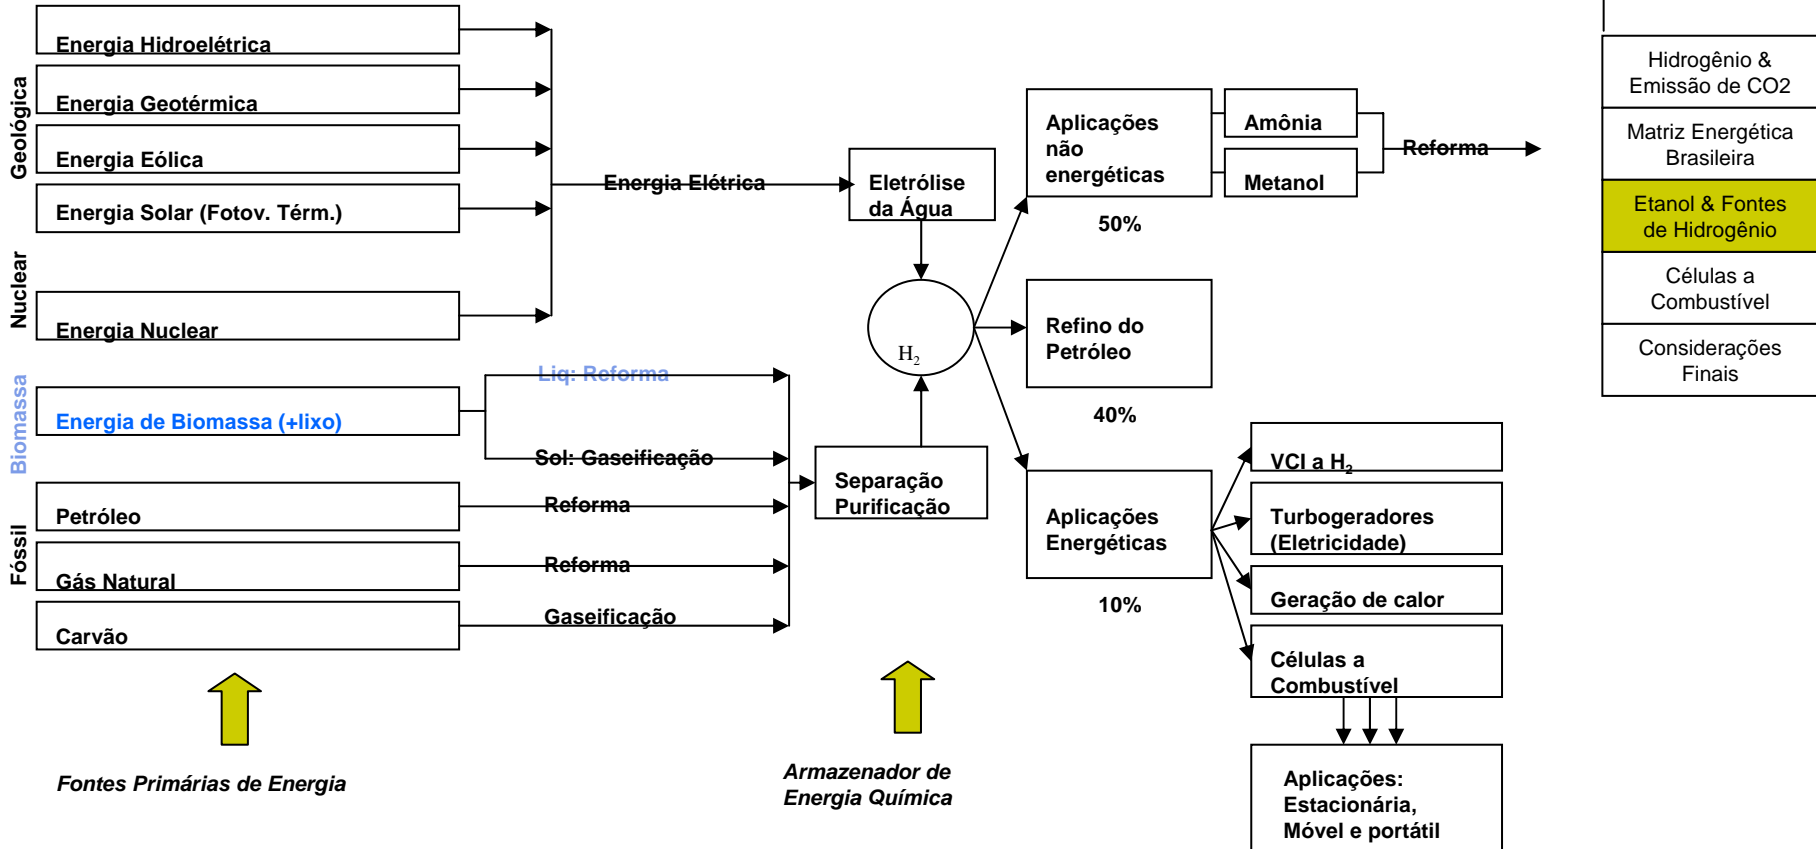 Geológica
Energia Hidroelétrica
Energia Geotérmica
Energia Eólica
Energia Solar (Fotov. Térm.)
Nuclear
Energia Nuclear
Biomassa
Energia de Biomassa (+lixo)
Fóssil
Petróleo
Gás Natural
Carvão
Energia Elétrica
Liq: Reforma
Sol: Gaseificação
Reforma
Reforma
Gaseificação
Eletrólise
da Água
H₂
Separação
Purificação
Aplicações
não
energéticas
50%
Amônia
Metanol
Reforma
Refino do
Petróleo
40%
Aplicações
Energéticas
10%
VCI a H₂
Turbogeradores
(Eletricidade)
Geração de calor
Células a
Combustível
Aplicações:
Estacionária,
Móvel e portátil
Fontes Primárias de Energia
Armazenador de
Energia Química
Hidrogênio &
Emissão de CO2
Matriz Energética
Brasileira
Etanol & Fontes
de Hidrogênio
Células a
Combustível
Considerações
Finais